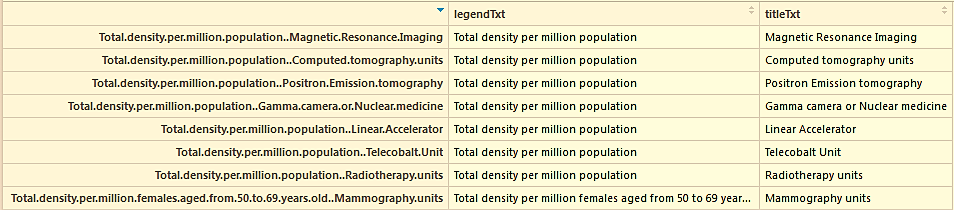 legendTxt titleTxt
Total.density.per.million.population..Magnetic.Resonance.Imaging Total density per million population Magnetic Resonance Imaging
Total.density.per.million.population..Computed.tomography.units Total density per million population Computed tomography units
Total.density.per.million.population..Positron.Emission.tomography Total density per million population Positron Emission tomography
Total.density.per.million.population..Gamma.camera.or.Nuclear.medicine Total density per million population Gamma camera or Nuclear medicine
Total.density.per.million.population..Linear.Accelerator Total density per million population Linear Accelerator
Total.density.per.million.population..Telecobalt.Unit Total density per million population Telecobalt Unit
Total.density.per.million.population..Radiotherapy.units Total density per million population Radiotherapy units
Total.density.per.million.females.aged.from.50.to.69.years.old..Mammography.units Total density per million females aged from 50 to 69 year... Mammography units